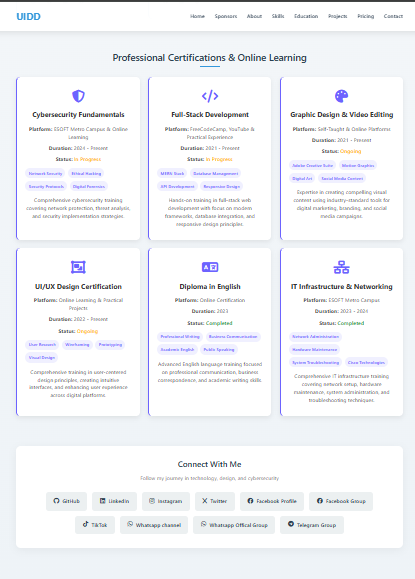 UIDD
Home Sponsors About Skills Education Projects Pricing Contact
Professional Certifications & Online Learning
Cybersecurity Fundamentals
Platform: ESOFT Metro Campus & Online
Learning
Duration: 2021 - Present
Status: In Progress
Network Security Ethical Hacking
Security Protocols Digital Forensics
Comprehensive cybersecurity training
covering network protection, threat analysis,
and security implementation strategies.
Full-Stack Development
Platform: FreeCodeCamp, YouTube &
Practical Experience
Duration: 2021 - Present
Status: In Progress
MERN Stack Database Management
API Development Responsive Design
Hands-on training in full-stack web
development with focus on modern
frameworks, database integration, and
responsive design principles
Graphic Design & Video Editing
Platform: Self-Taught & Online Platforms
Duration: 2021 - Present
Status: Ongoing
Adobe Creative Suite Motion Graphics
Digital Art Social Media Content
Expertise in creating compelling visual
content using industry-standard tools for
digital marketing, branding, and social
media campaigns
UI/UX Design Certification
Platform: Online Learning & Practical
Projects
Duration: 2022 - Present
Status: Ongoing
User Research Wireframing Prototyping
Visual Design
Comprehensive training in user-centered
design principles, creating intuitive
interfaces, and enhancing user experience
across digital platforms.
Diploma in English
Platform: Online Certification
Duration: 2023
Status: Completed
Professional Writing Business Communication
Academic English Public Speaking
Advanced English language training focused
on professional communication, business
correspondence, and academic writing skills
IT Infrastructure & Networking
Platform: ESOFT Metro Campus
Duration: 2023 - 2024
Status: Completed
Network Administration
Hardware Maintenance
System Troubleshooting Cisco Technologies
Comprehensive IT infrastructure training
covering network setup, hardware
maintenance, system administration, and
troubleshooting techniques
Connect With Me
Follow my journey in technology, design, and cybersecurity
GitHub LinkedIn Instagram Twitter Facebook Profile Facebook Group
TikTok Whatsapp channel Whatsapp Offical Group Telegram Group